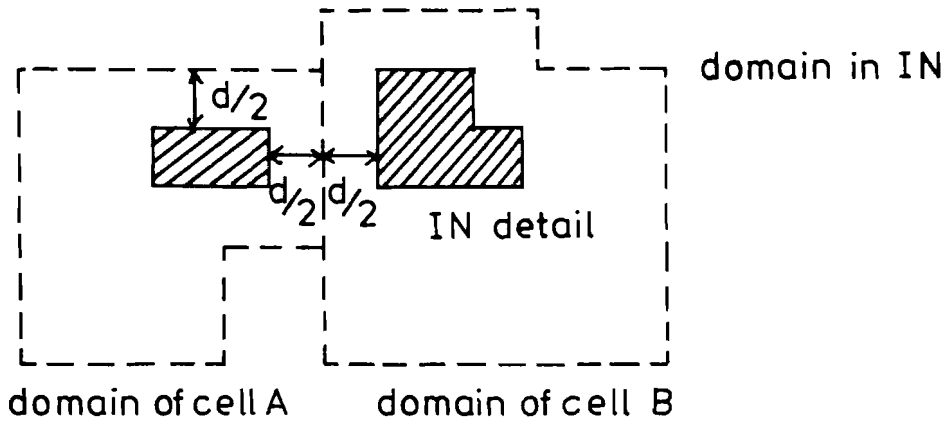 domain in IN
d/2
d/2 d/2
IN detail
domain of cell A
domain of cell B